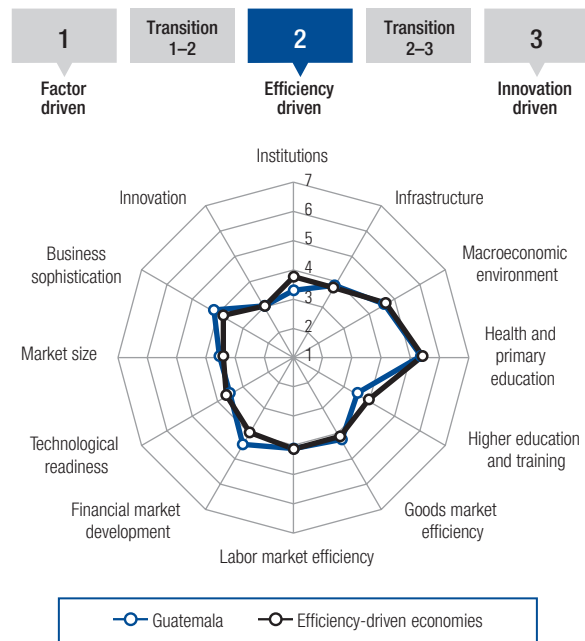 1
Transition
1–2
2
Transition
2–3
3
Factor
driven
Efficiency
driven
Innovation
driven
Institutions
7
6
5
4
3
2
1
Infrastructure
Macroeconomic
environment
Health and
primary
education
Higher education
and training
Goods market
efficiency
Labor market efficiency
Financial market
development
Technological
readiness
Market size
Business
sophistication
Innovation
Guatemala
Efficiency-driven economies